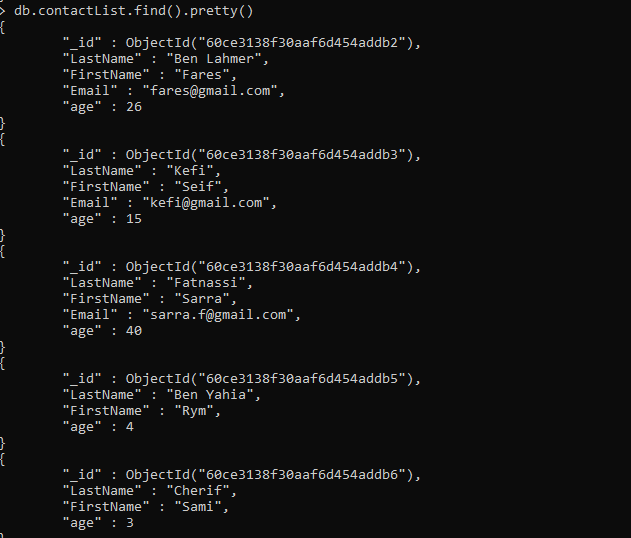 > db.contactList.find().pretty()
{
"_id" : ObjectId("60ce3138f30aaf6d454addb2"),
"LastName" : "Ben Lahmer",
"FirstName" : "Fares",
"Email" : "fares@gmail.com",
"age" : 26
}
{
"_id" : ObjectId("60ce3138f30aaf6d454addb3"),
"LastName" : "Kefi",
"FirstName" : "Seif",
"Email" : "kefi@gmail.com",
"age" : 15
}
{
"_id" : ObjectId("60ce3138f30aaf6d454addb4"),
"LastName" : "Fatnassi",
"FirstName" : "Sarra",
"Email" : "sarra.f@gmail.com",
"age" : 40
}
{
"_id" : ObjectId("60ce3138f30aaf6d454addb5"),
"LastName" : "Ben Yahia",
"FirstName" : "Rym",
"age" : 4
}
{
"_id" : ObjectId("60ce3138f30aaf6d454addb6"),
"LastName" : "Cherif",
"FirstName" : "Sami",
"age" : 3
}